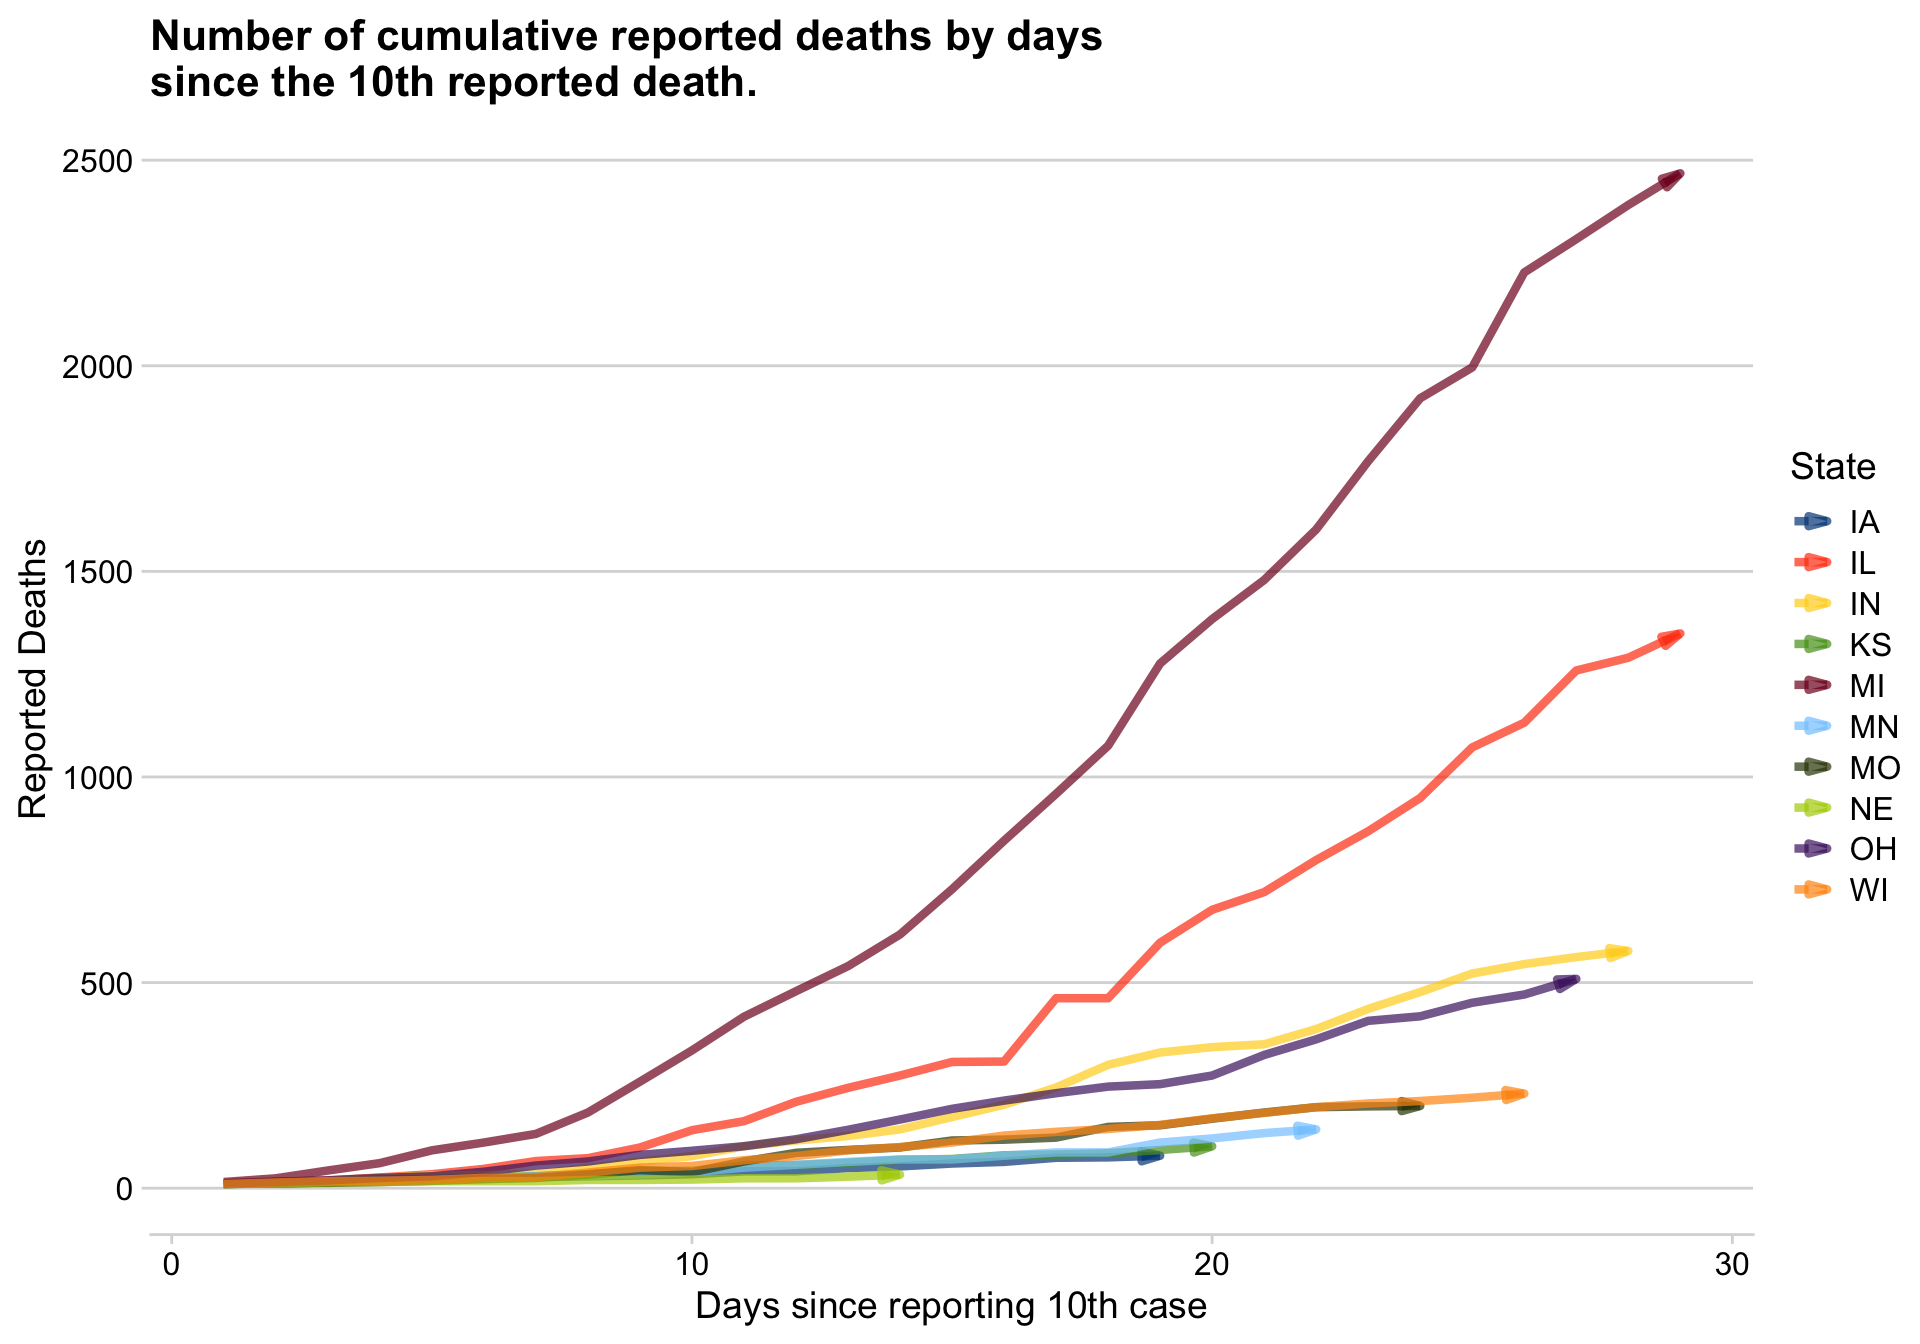 Number of cumulative reported deaths by days
since the 10th reported death.
2500
2000
1500
1000
500
0
Reported Deaths
0 10 20 30
Days since reporting 10th case
State
IA
IL
IN
KS
MI
MN
MO
NE
OH
WI